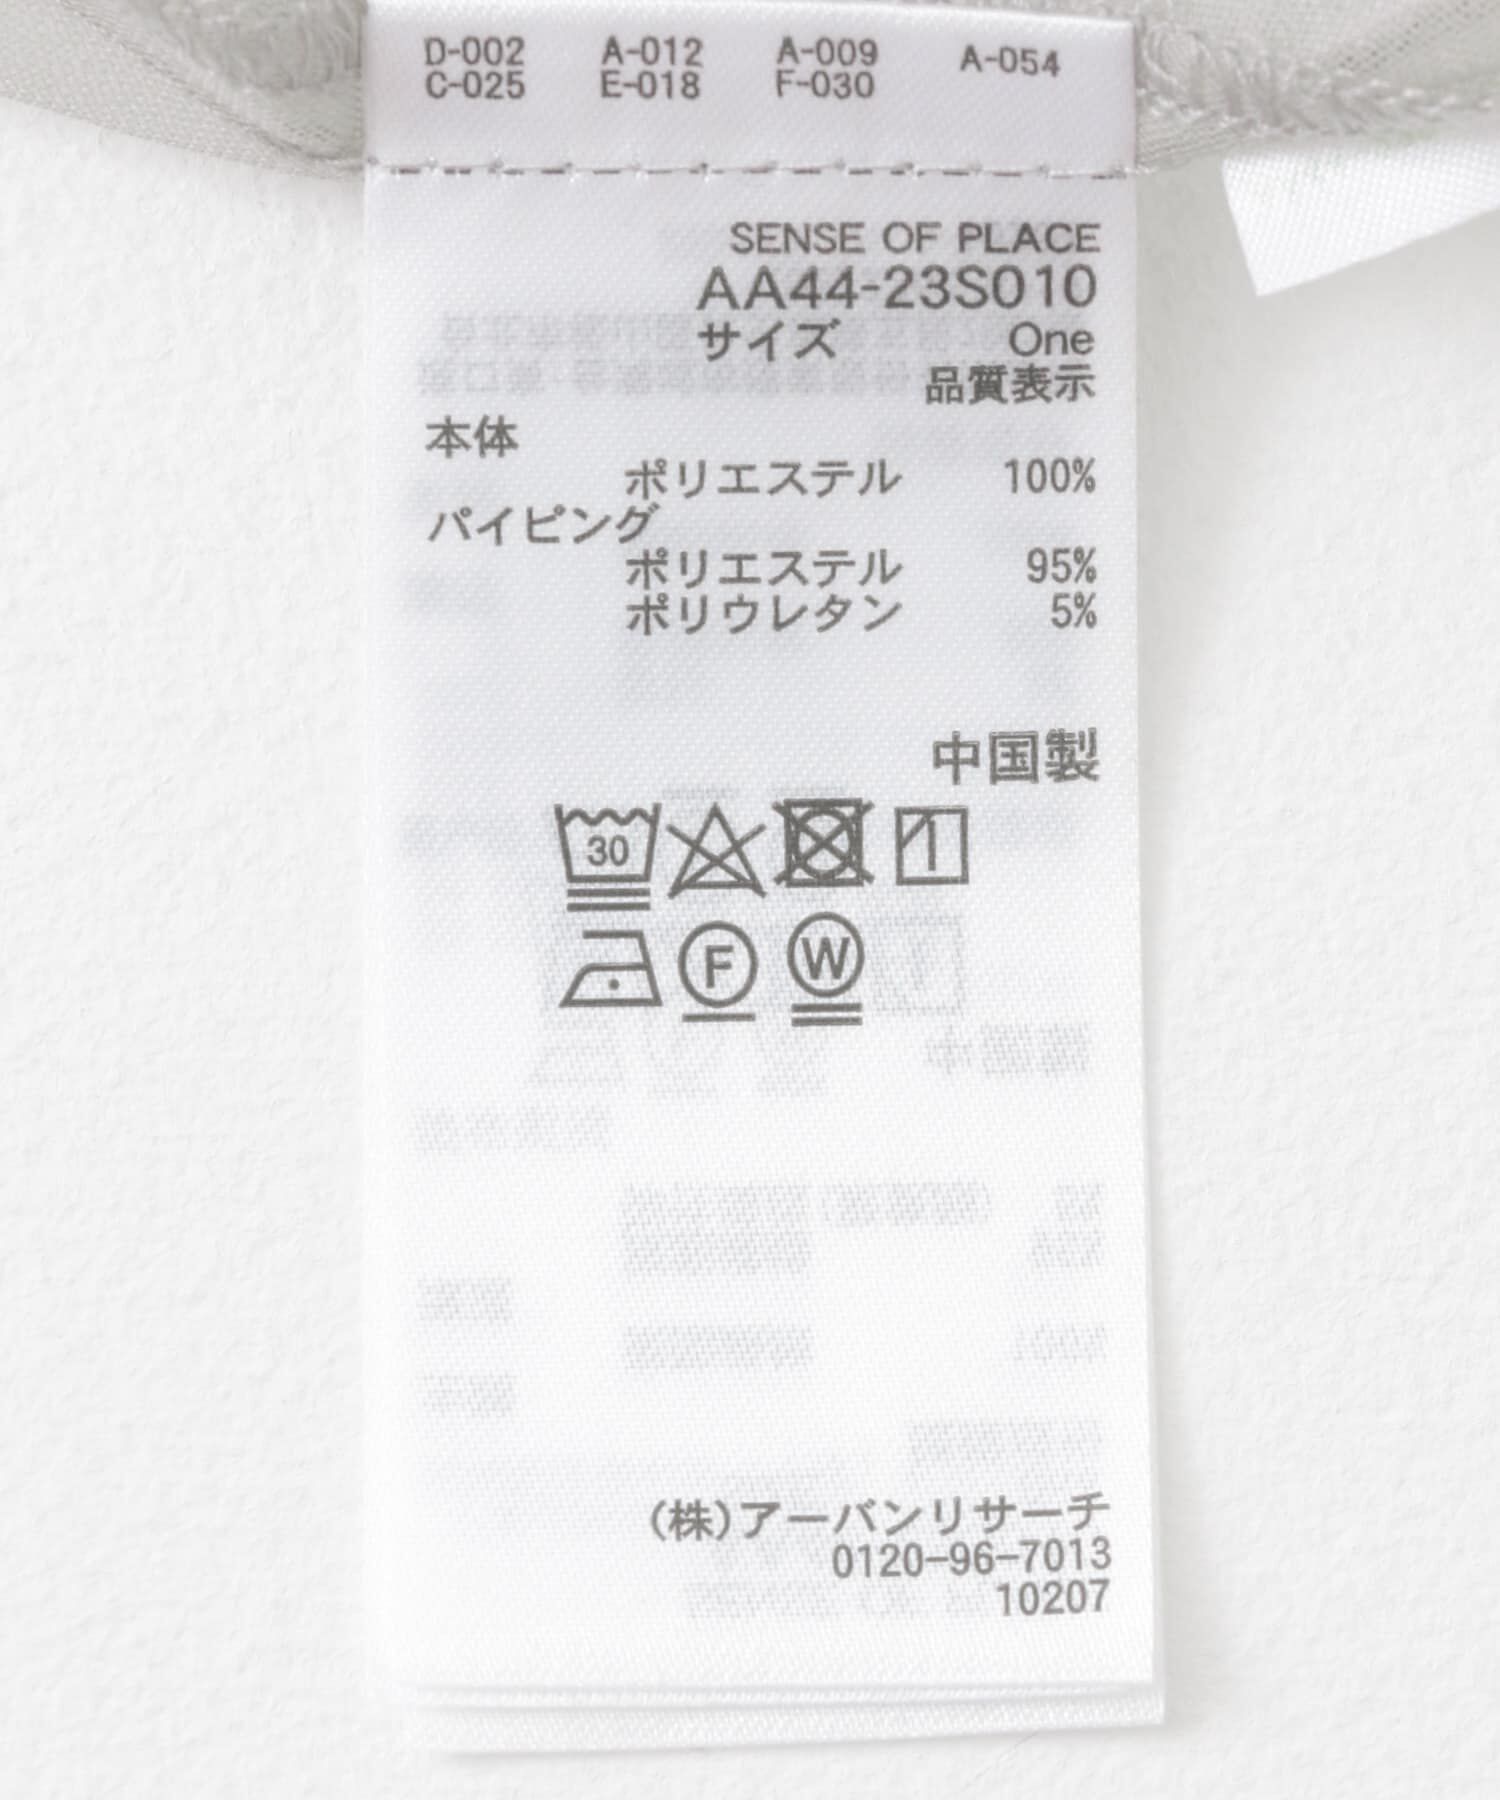 D-002 A-012 A-009 A-054
C-025 E-018 F-030
SENSE OF PLACE
AA44-23S010
サイズ One
品質表示
本体
ポリエステル 100%
パイピング
ポリエステル 95%
ポリウレタン 5%
中国製
30
F W
(株)アーバンリサーチ
0120-96-7013
10207